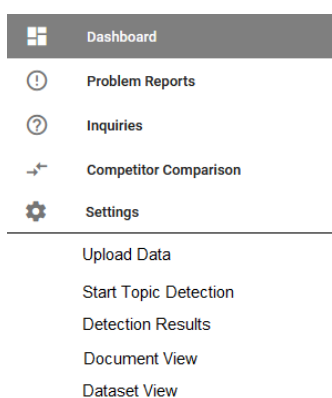 Dashboard
Problem Reports
Inquiries
Competitor Comparison
Settings
Upload Data
Start Topic Detection
Detection Results
Document View
Dataset View